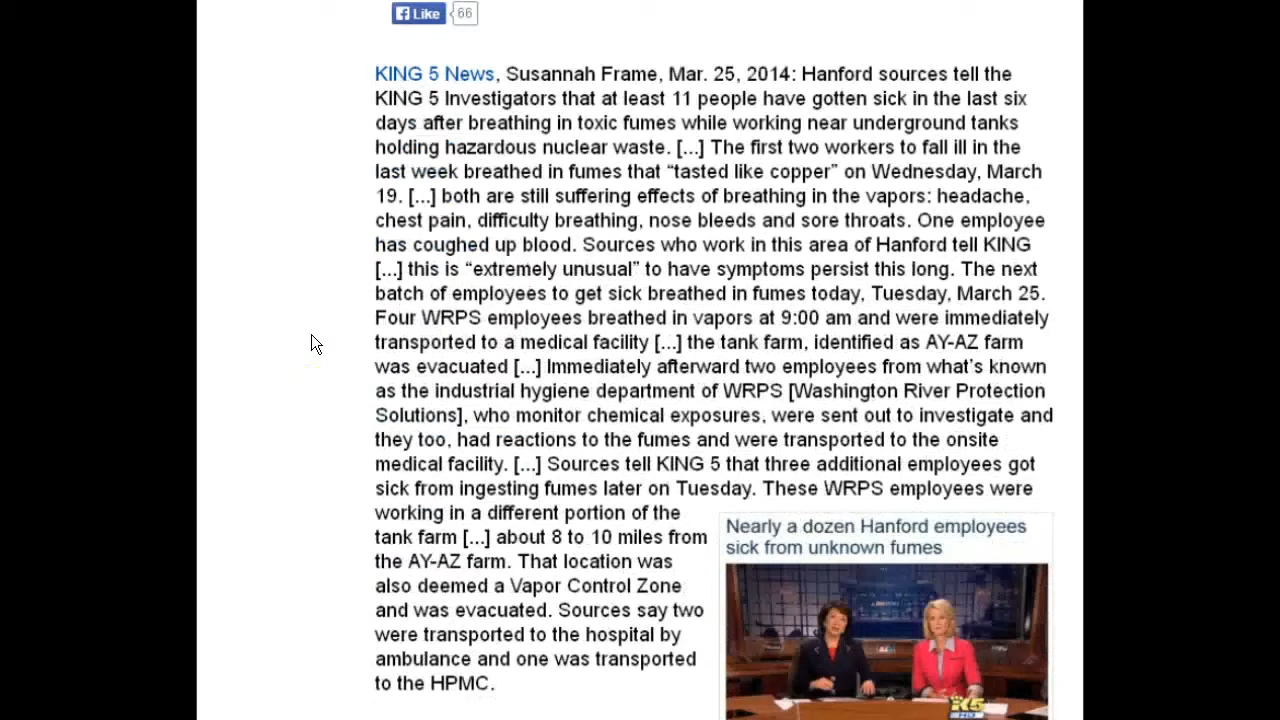 Like
66
KING 5 News, Susannah Frame, Mar. 25, 2014: Hanford sources tell the
KING 5 Investigators that at least 11 people have gotten sick in the last six
days after breathing in toxic fumes while working near underground tanks
holding hazardous nuclear waste. [...] The first two workers to fall ill in the
last week breathed in fumes that “tasted like copper” on Wednesday, March
19. [...] both are still suffering effects of breathing in the vapors: headache,
chest pain, difficulty breathing, nose bleeds and sore throats. One employee
has coughed up blood. Sources who work in this area of Hanford tell KING
[...] this is “extremely unusual” to have symptoms persist this long. The next
batch of employees to get sick breathed in fumes today, Tuesday, March 25.
Four WRPS employees breathed in vapors at 9:00 am and were immediately
transported to a medical facility [...] the tank farm, identified as AY-AZ farm
was evacuated [...] Immediately afterward two employees from what’s known
as the industrial hygiene department of WRPS [Washington River Protection
Solutions], who monitor chemical exposures, were sent out to investigate and
they too, had reactions to the fumes and were transported to the onsite
medical facility. [...] Sources tell KING 5 that three additional employees got
sick from ingesting fumes later on Tuesday. These WRPS employees were
working in a different portion of the
tank farm [...] about 8 to 10 miles from
the AY-AZ farm. That location was
also deemed a Vapor Control Zone
and was evacuated. Sources say two
were transported to the hospital by
ambulance and one was transported
to the HPMC.
Nearly a dozen Hanford employees
sick from unknown fumes
K5
HD